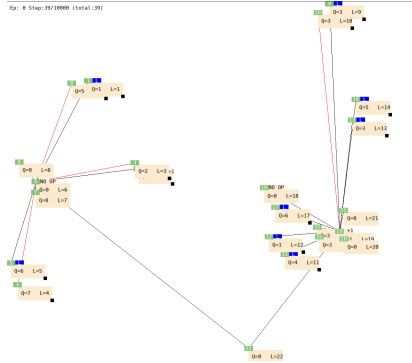 Ep: 0 Step:39/10000 (total:39)
Q=3 L=9
Q=3 L=10
Q=5
Q=1 L=1
Q=5 L=14
Q=3 L=13
Q=0 L=8
Q=2 L=3 +1
NO OP
Q=0 L=6
Q=0 L=7
NO OP
Q=0 L=18
Q=6 L=17
Q=0 L=21
+1
Q=1 L=12
Q=3
Q=0 L=20
Q=4 L=11
Q=6 L=5
Q=7 L=4
Q=0 L=22